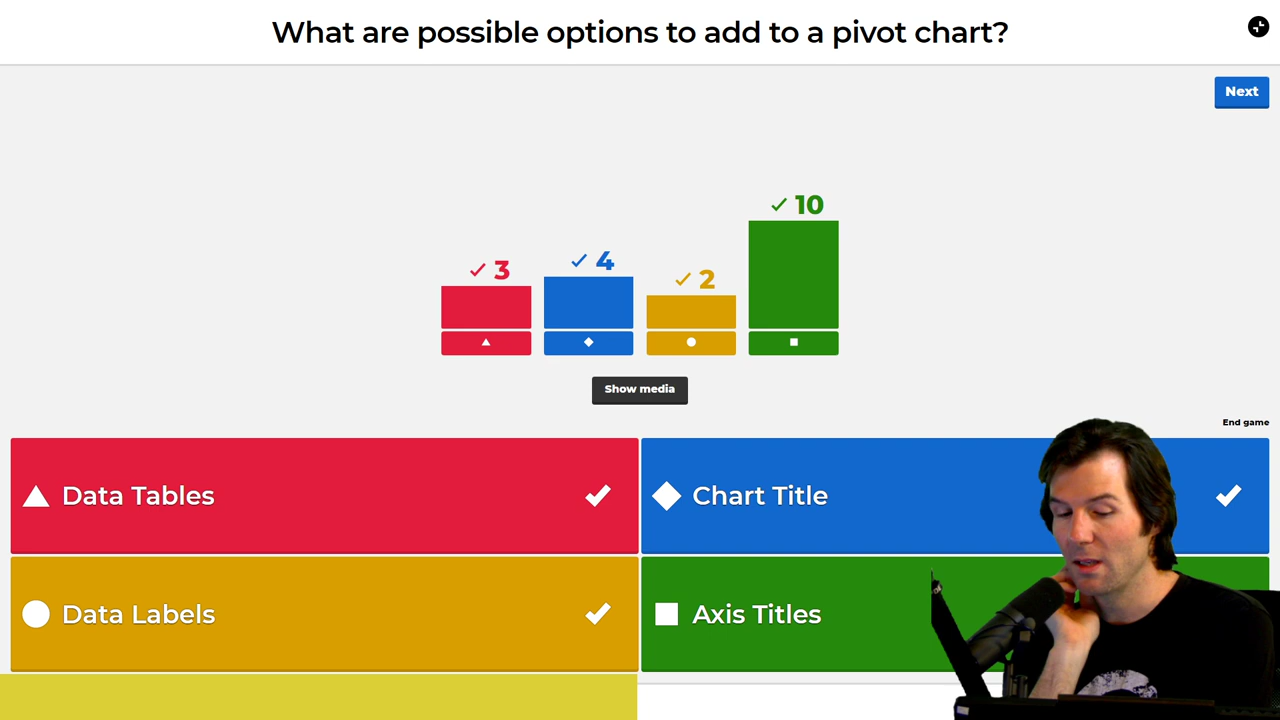 What are possible options to add to a pivot chart?
Next
10
4
3
2
Show media
End game
Data Tables
Chart Title
Data Labels
Axis Titles